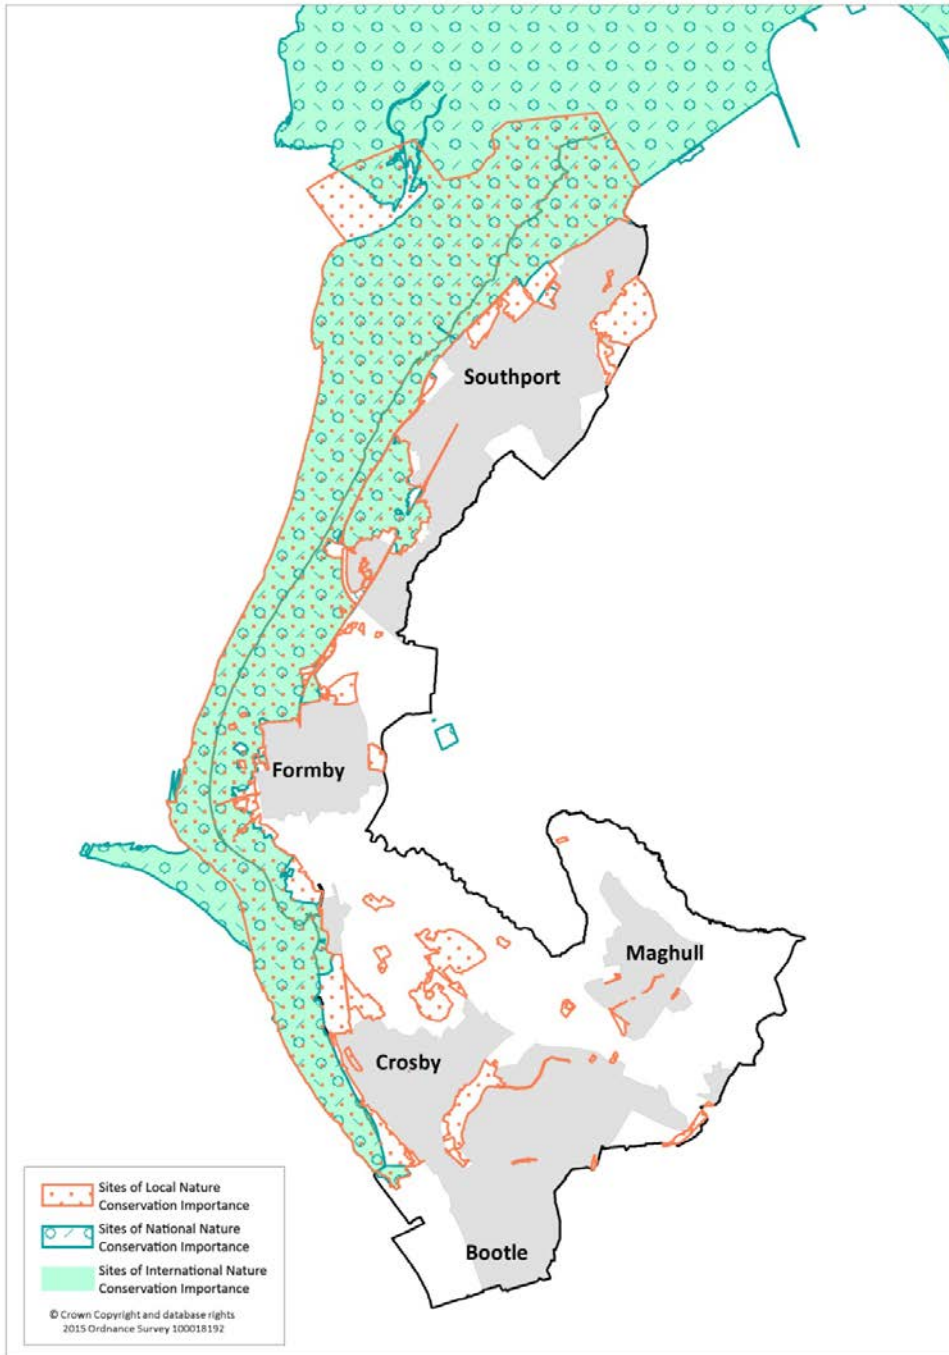 Southport
Formby
Maghull
Crosby
Bootle
Sites of Local Nature
Conservation Importance
Sites of National Nature
Conservation Importance
Sites of International Nature
Conservation Importance
© Crown Copyright and database rights
2015 Ordnance Survey 100018192